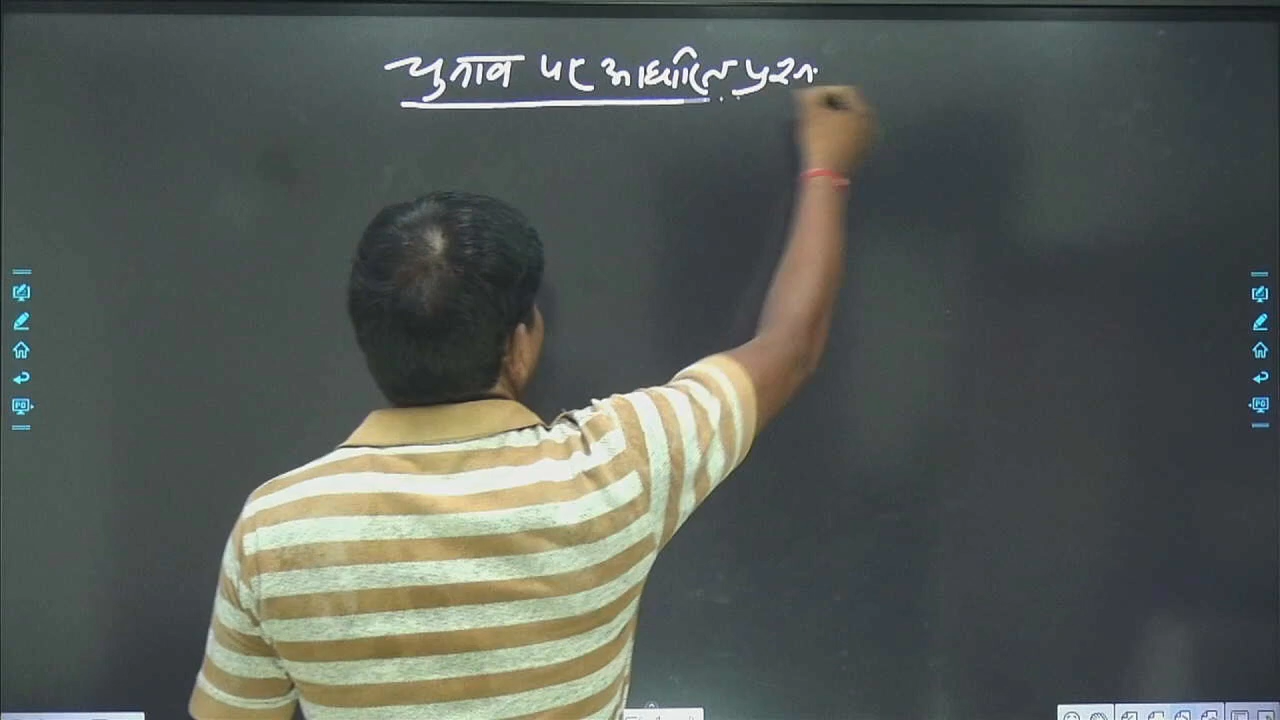 चुनाव पर आधारित प्रश्न